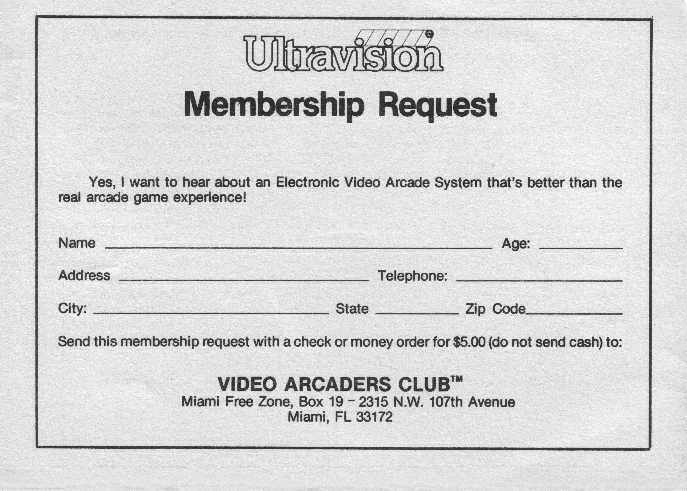 Ultravision
Membership Request
Yes, I want to hear about an Electronic Video Arcade System that's better than the
real arcade game experience!
Name Age:
Address Telephone:
City: State Zip Code
Send this membership request with a check or money order for $5.00 (do not send cash) to:
VIDEO ARCADERS CLUB™
Miami Free Zone, Box 19 – 2315 N.W. 107th Avenue
Miami, FL 33172